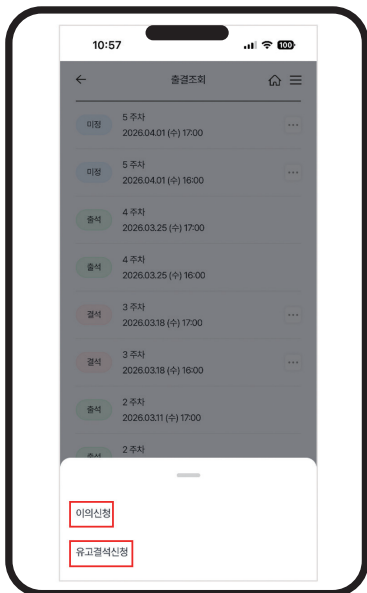 10:57
100
출결조회
미정
5 주차
2026.04.01 (수) 17:00
미정
5 주차
2026.04.01 (수) 16:00
출석
4 주차
2026.03.25 (수) 17:00
출석
4 주차
2026.03.25 (수) 16:00
결석
3 주차
2026.03.18 (수) 17:00
결석
3 주차
2026.03.18 (수) 16:00
출석
2 주차
2026.03.11 (수) 17:00
출석
2 주차
이의신청
유고결석신청